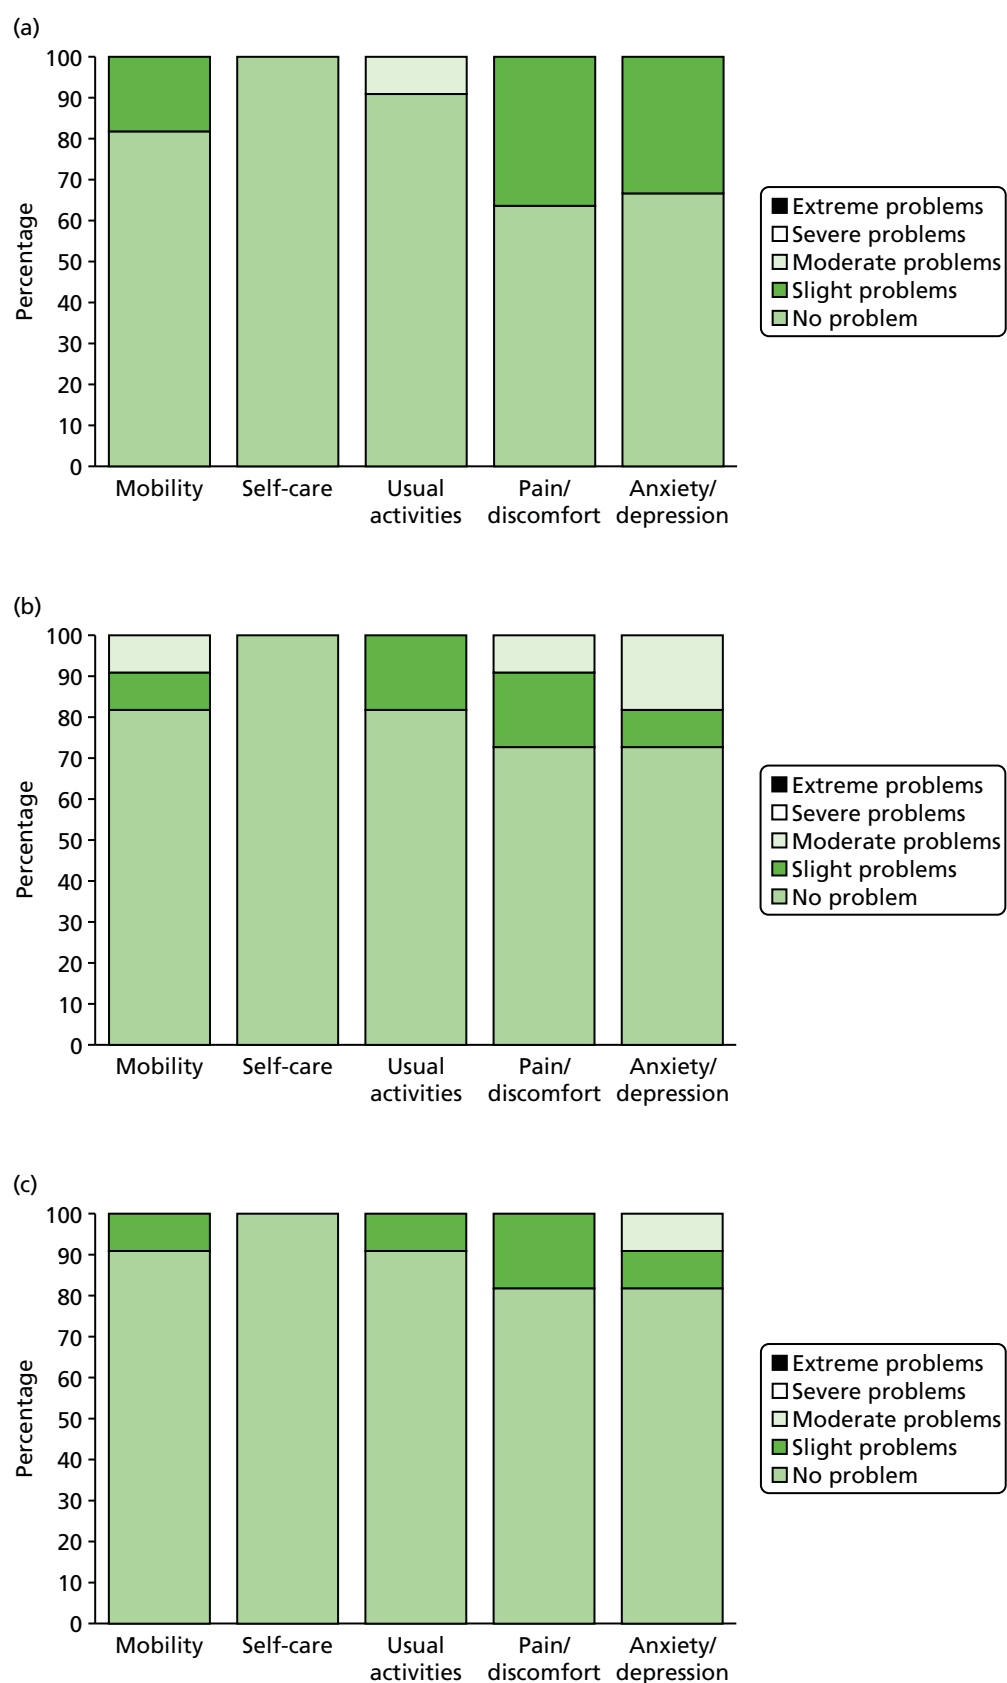 (a)
100
90
80
70
60
50
40
30
20
10
0
Percentage
Mobility
Self-care
Usual
activities
Pain/
discomfort
Anxiety/
depression
Extreme problems
Severe problems
Moderate problems
Slight problems
No problem
(b)
100
90
80
70
60
50
40
30
20
10
0
Percentage
Mobility
Self-care
Usual
activities
Pain/
discomfort
Anxiety/
depression
Extreme problems
Severe problems
Moderate problems
Slight problems
No problem
(c)
100
90
80
70
60
50
40
30
20
10
0
Percentage
Mobility
Self-care
Usual
activities
Pain/
discomfort
Anxiety/
depression
Extreme problems
Severe problems
Moderate problems
Slight problems
No problem